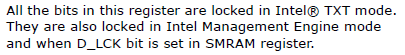 All the bits in this register are locked in Intel® TXT mode.
They are also locked in Intel Management Engine mode
and when D_LCK bit is set in SMRAM register.